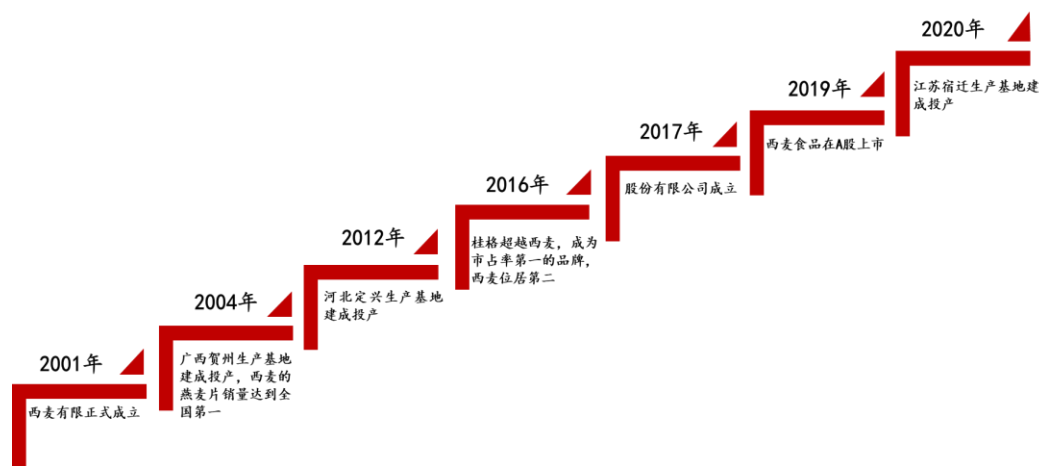 2001年
西麦有限正式成立
2004年
广西贺州生产基地
建成投产，西麦的
燕麦片销量达到全
国第一
2012年
河北定兴生产基地
建成投产
2016年
桂格超越西麦，成为
市占率第一的品牌，
西麦位居第二
2017年
股份有限公司成立
2019年
西麦食品在A股上市
2020年
江苏宿迁生产基地建
成投产